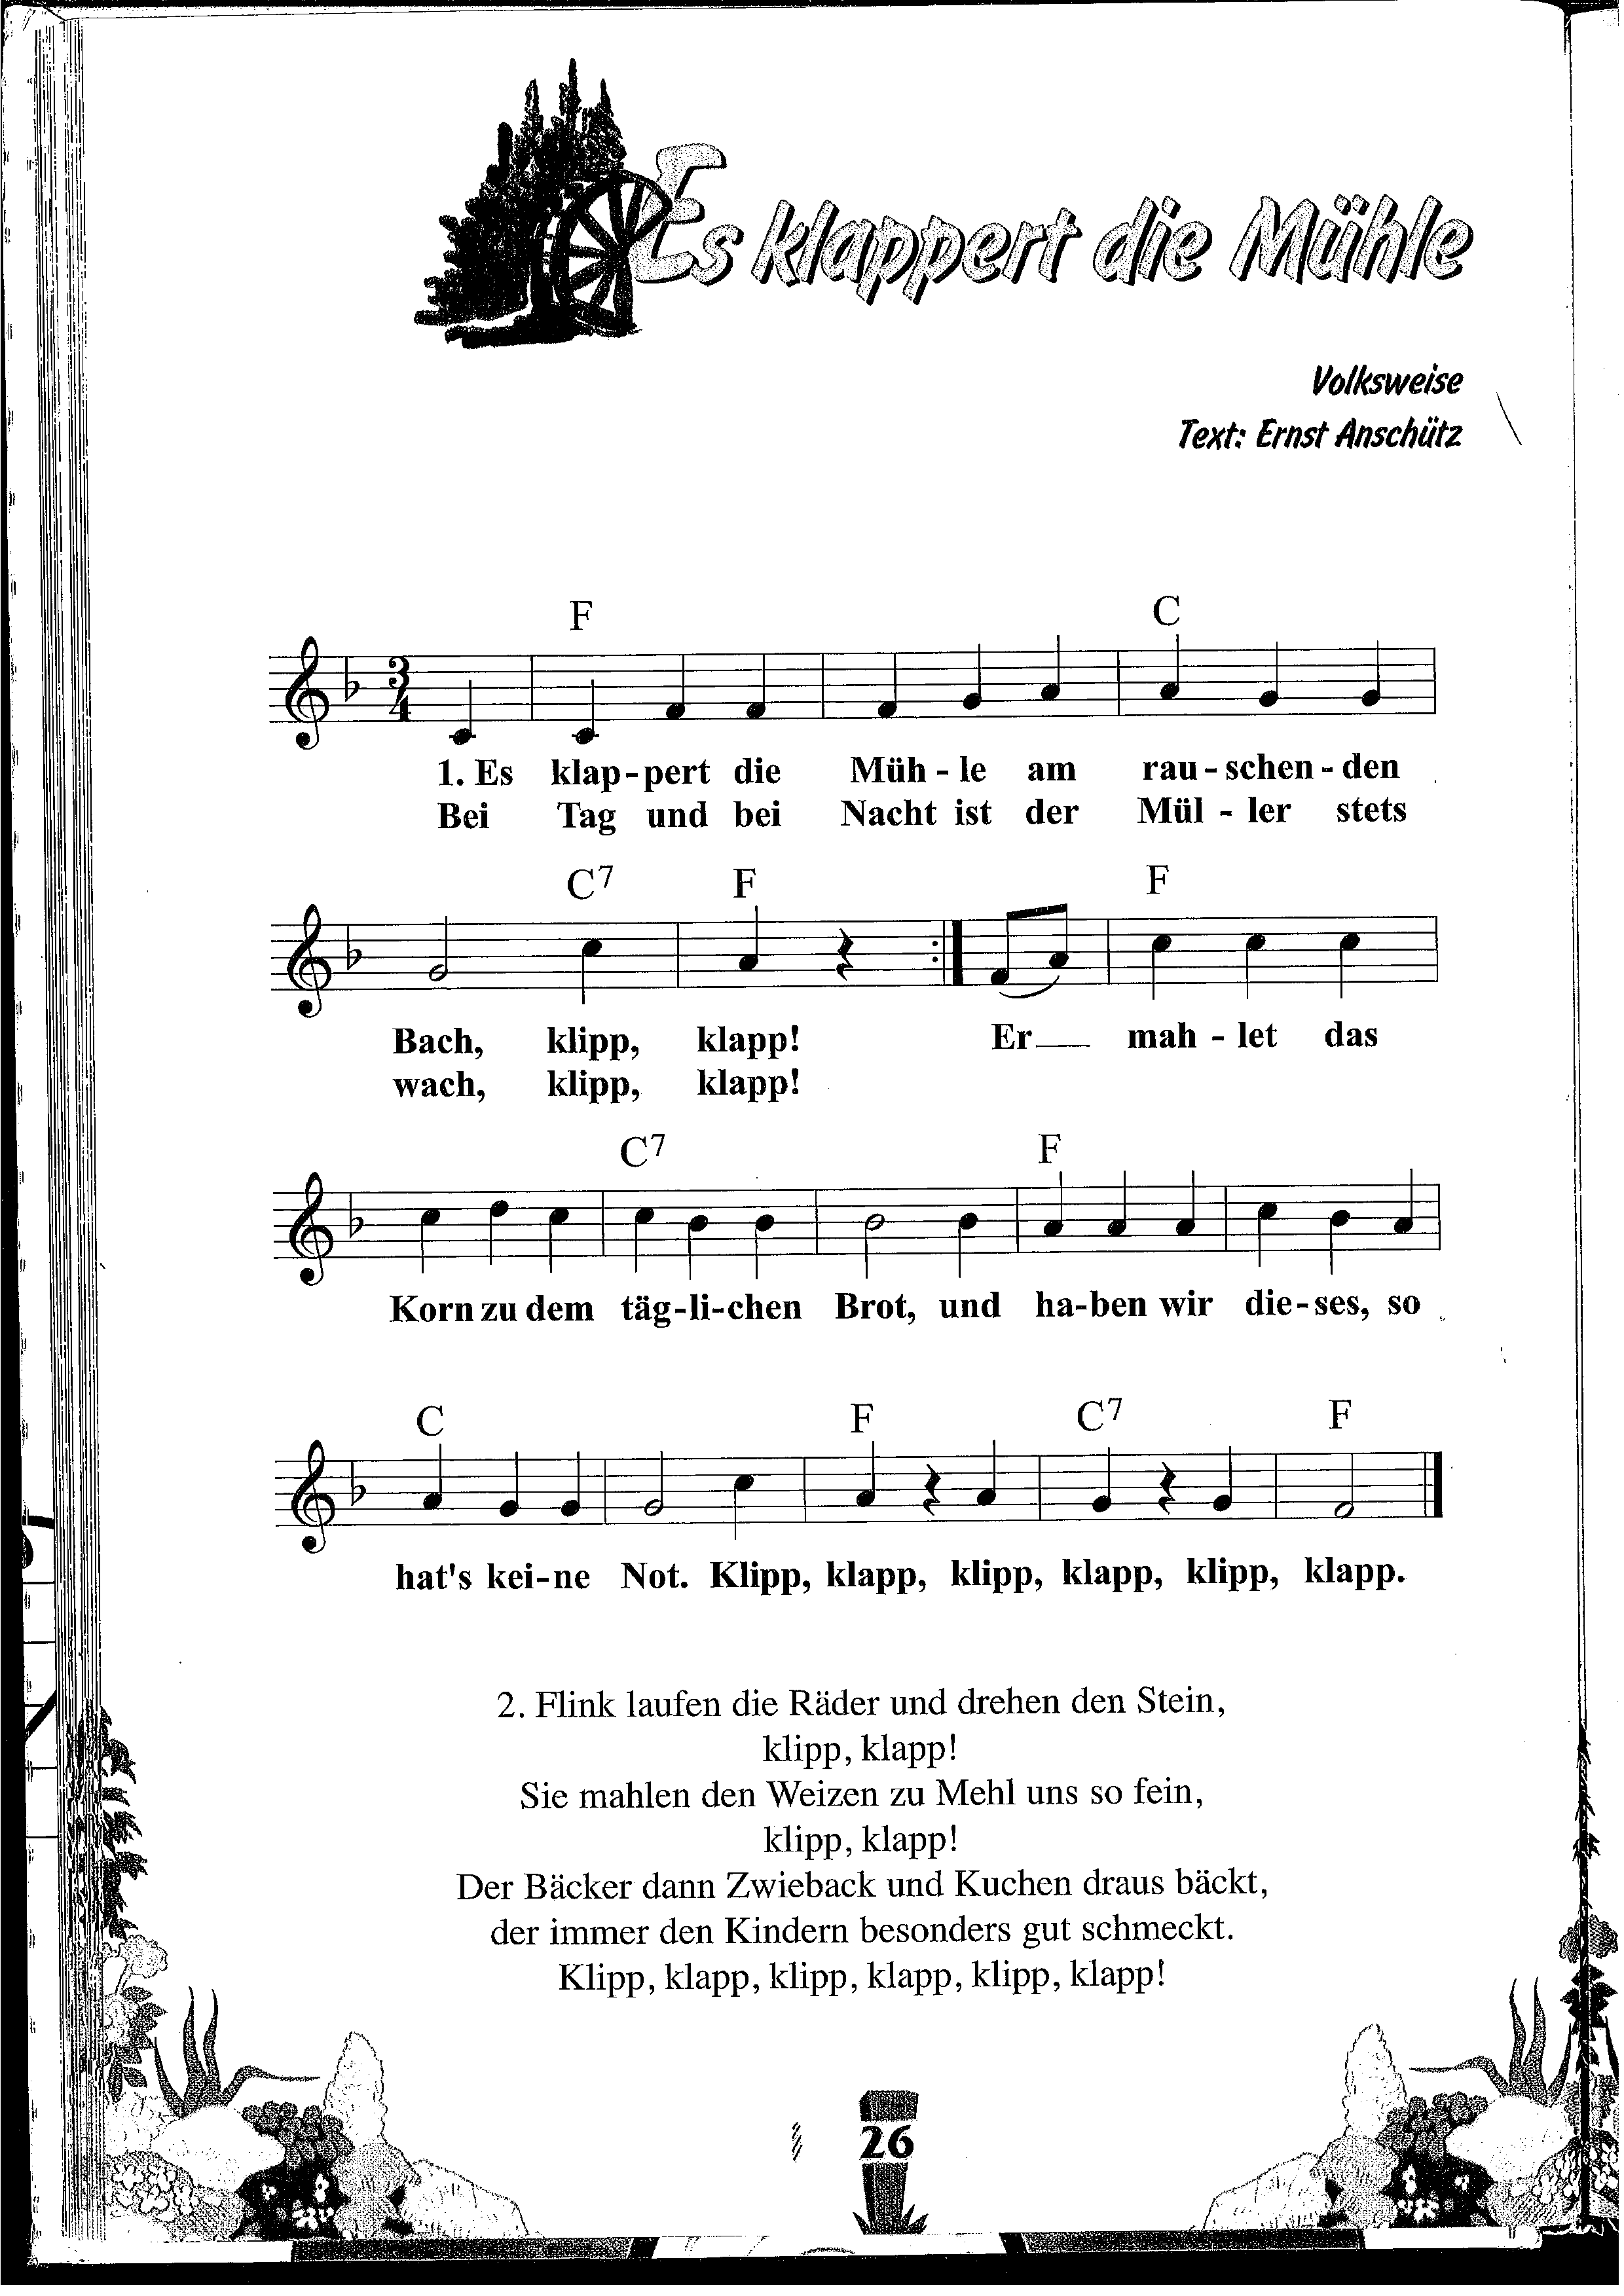 Es klappert die Mühle
Volksweise
Text: Ernst Anschütz
F C
3
4
1. Es klap-pert die Müh - le am rau - schen - den
Bei Tag und bei Nacht ist der Mül - ler stets
C7 F F
Bach, klipp, klapp! Er mah - let das
wach, klipp, klapp!
C7 F
Korn zu dem täg-li-chen Brot, und ha-ben wir die-ses, so
C F C7 F
hat's kei-ne Not. Klipp, klapp, klipp, klapp, klipp, klapp.
2. Flink laufen die Räder und drehen den Stein,
klipp, klapp!
Sie mahlen den Weizen zu Mehl uns so fein,
klipp, klapp!
Der Bäcker dann Zwieback und Kuchen draus bäckt,
der immer den Kindern besonders gut schmeckt.
Klipp, klapp, klipp, klapp, klipp, klapp!
26